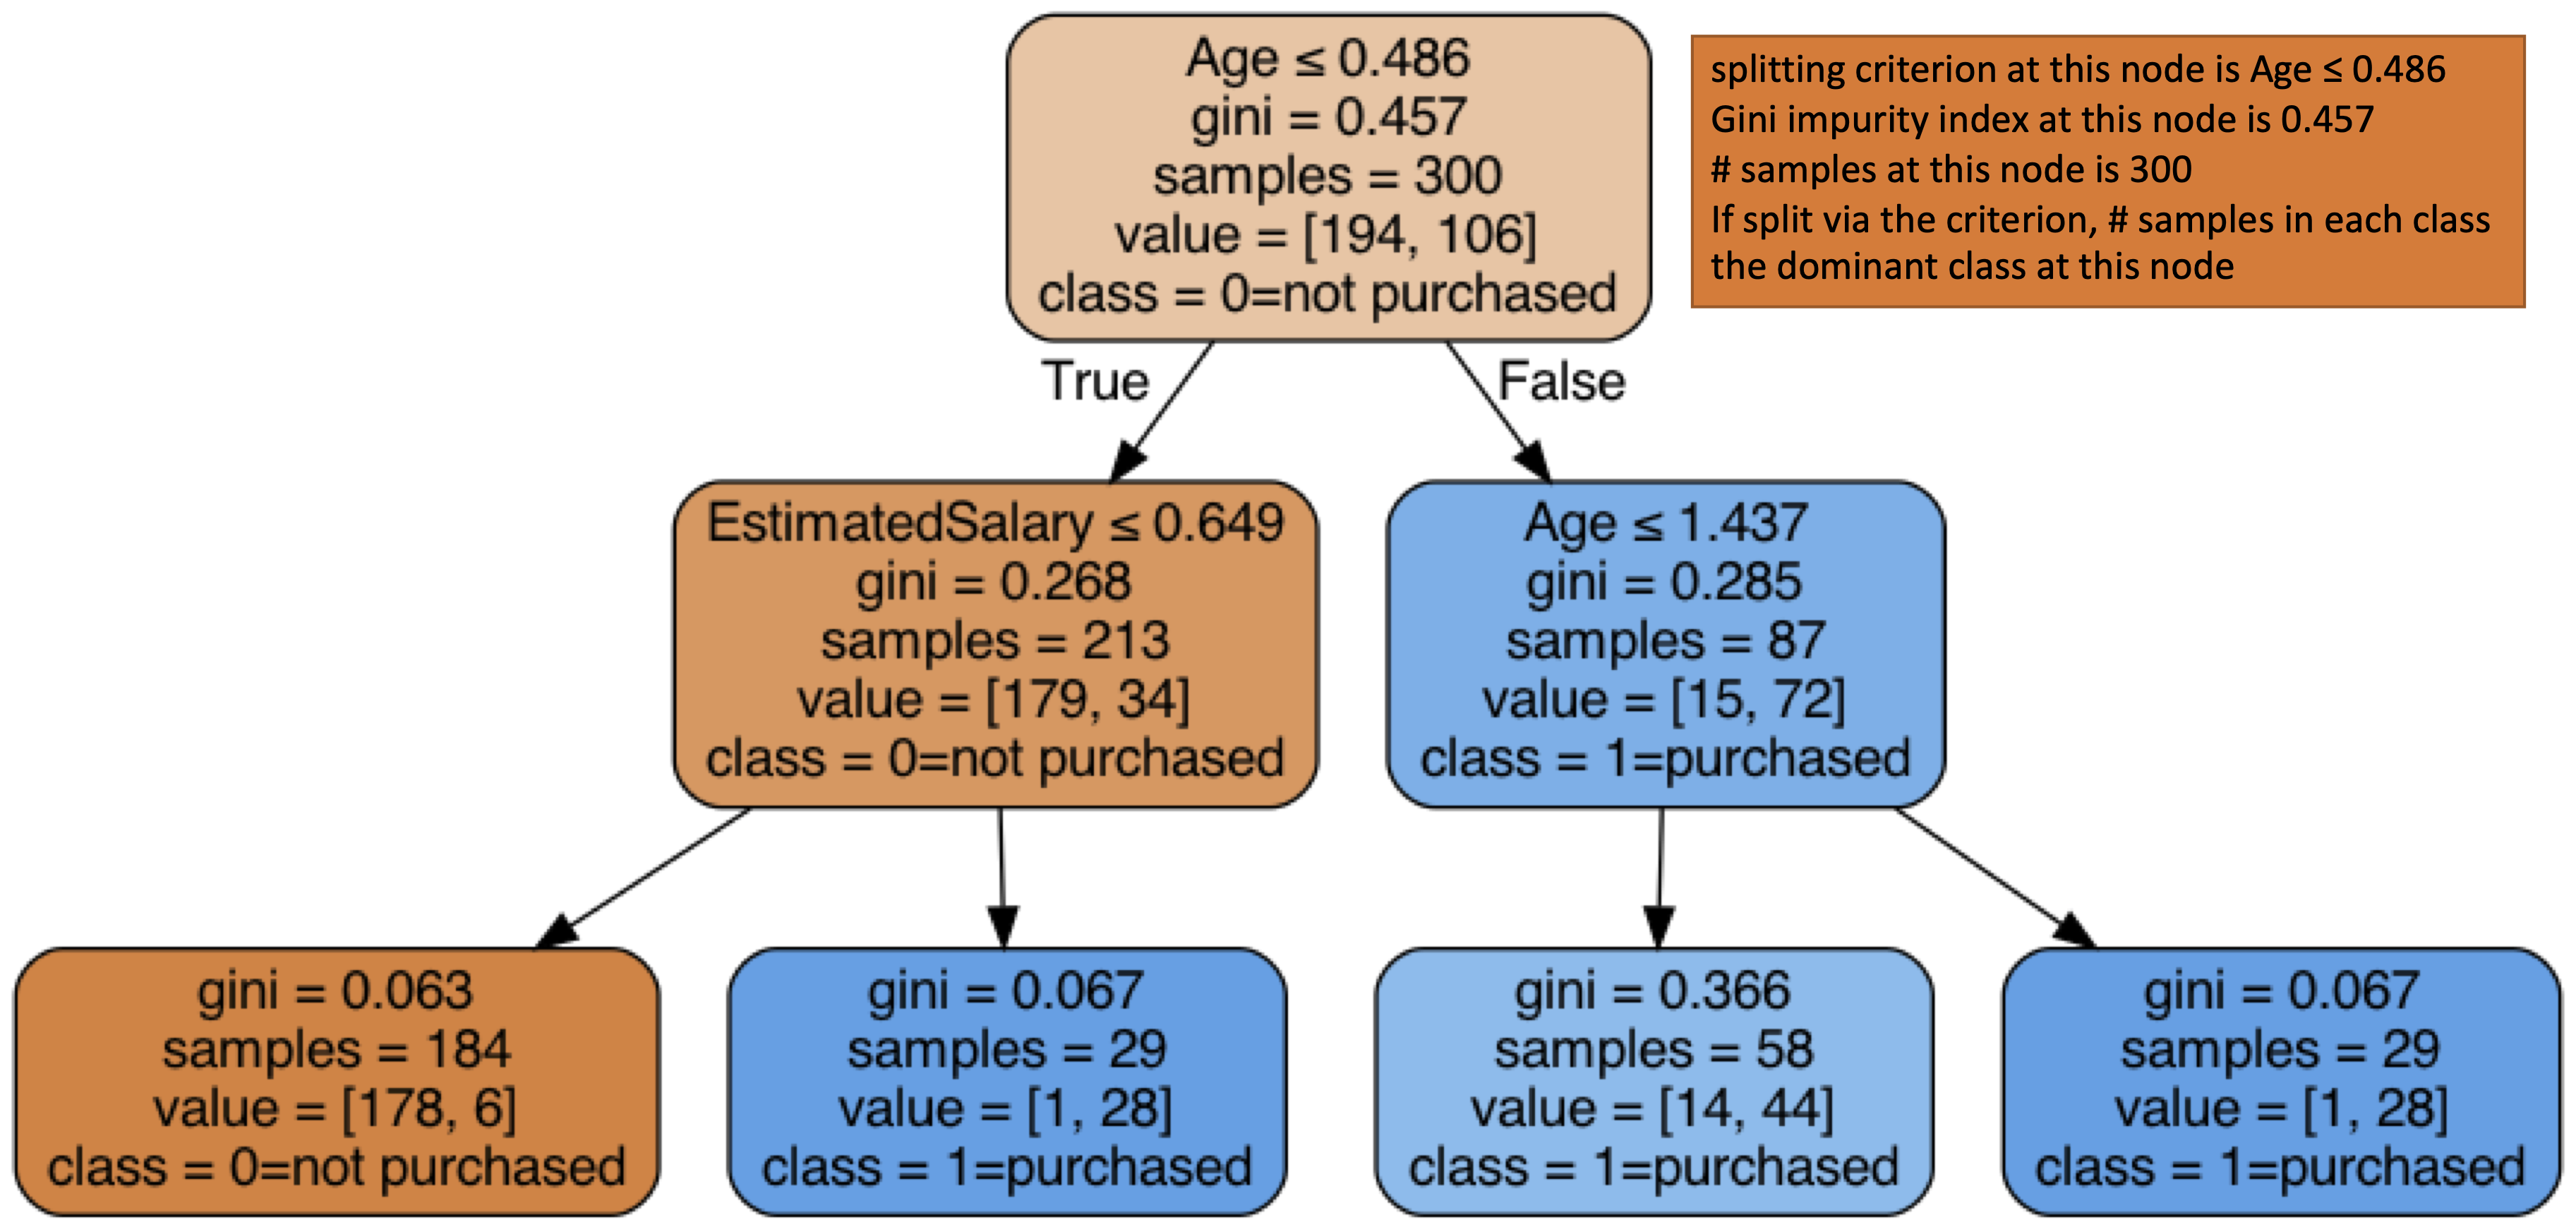 Age ≤ 0.486
gini = 0.457
samples = 300
value = [194, 106]
class = 0=not purchased
splitting criterion at this node is Age ≤ 0.486
Gini impurity index at this node is 0.457
# samples at this node is 300
If split via the criterion, # samples in each class
the dominant class at this node
True
False
EstimatedSalary ≤ 0.649
gini = 0.268
samples = 213
value = [179, 34]
class = 0=not purchased
Age ≤ 1.437
gini = 0.285
samples = 87
value = [15, 72]
class = 1=purchased
gini = 0.063
samples = 184
value = [178, 6]
class = 0=not purchased
gini = 0.067
samples = 29
value = [1, 28]
class = 1=purchased
gini = 0.366
samples = 58
value = [14, 44]
class = 1=purchased
gini = 0.067
samples = 29
value = [1, 28]
class = 1=purchased